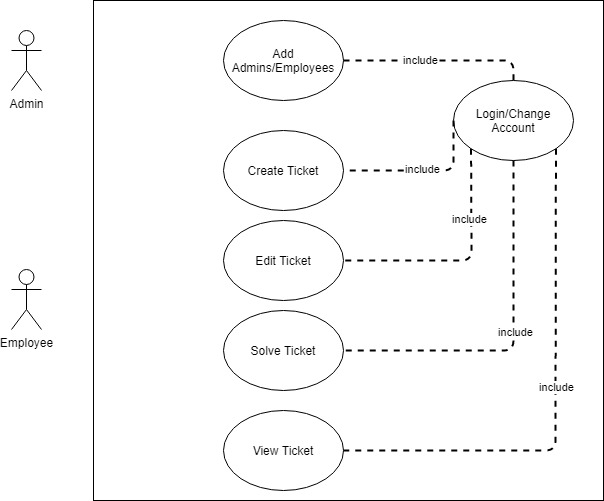 Add
Admins/Employees
include
Admin
Login/Change
Account
Create Ticket
include
include
Edit Ticket
Employee
include
Solve Ticket
include
View Ticket